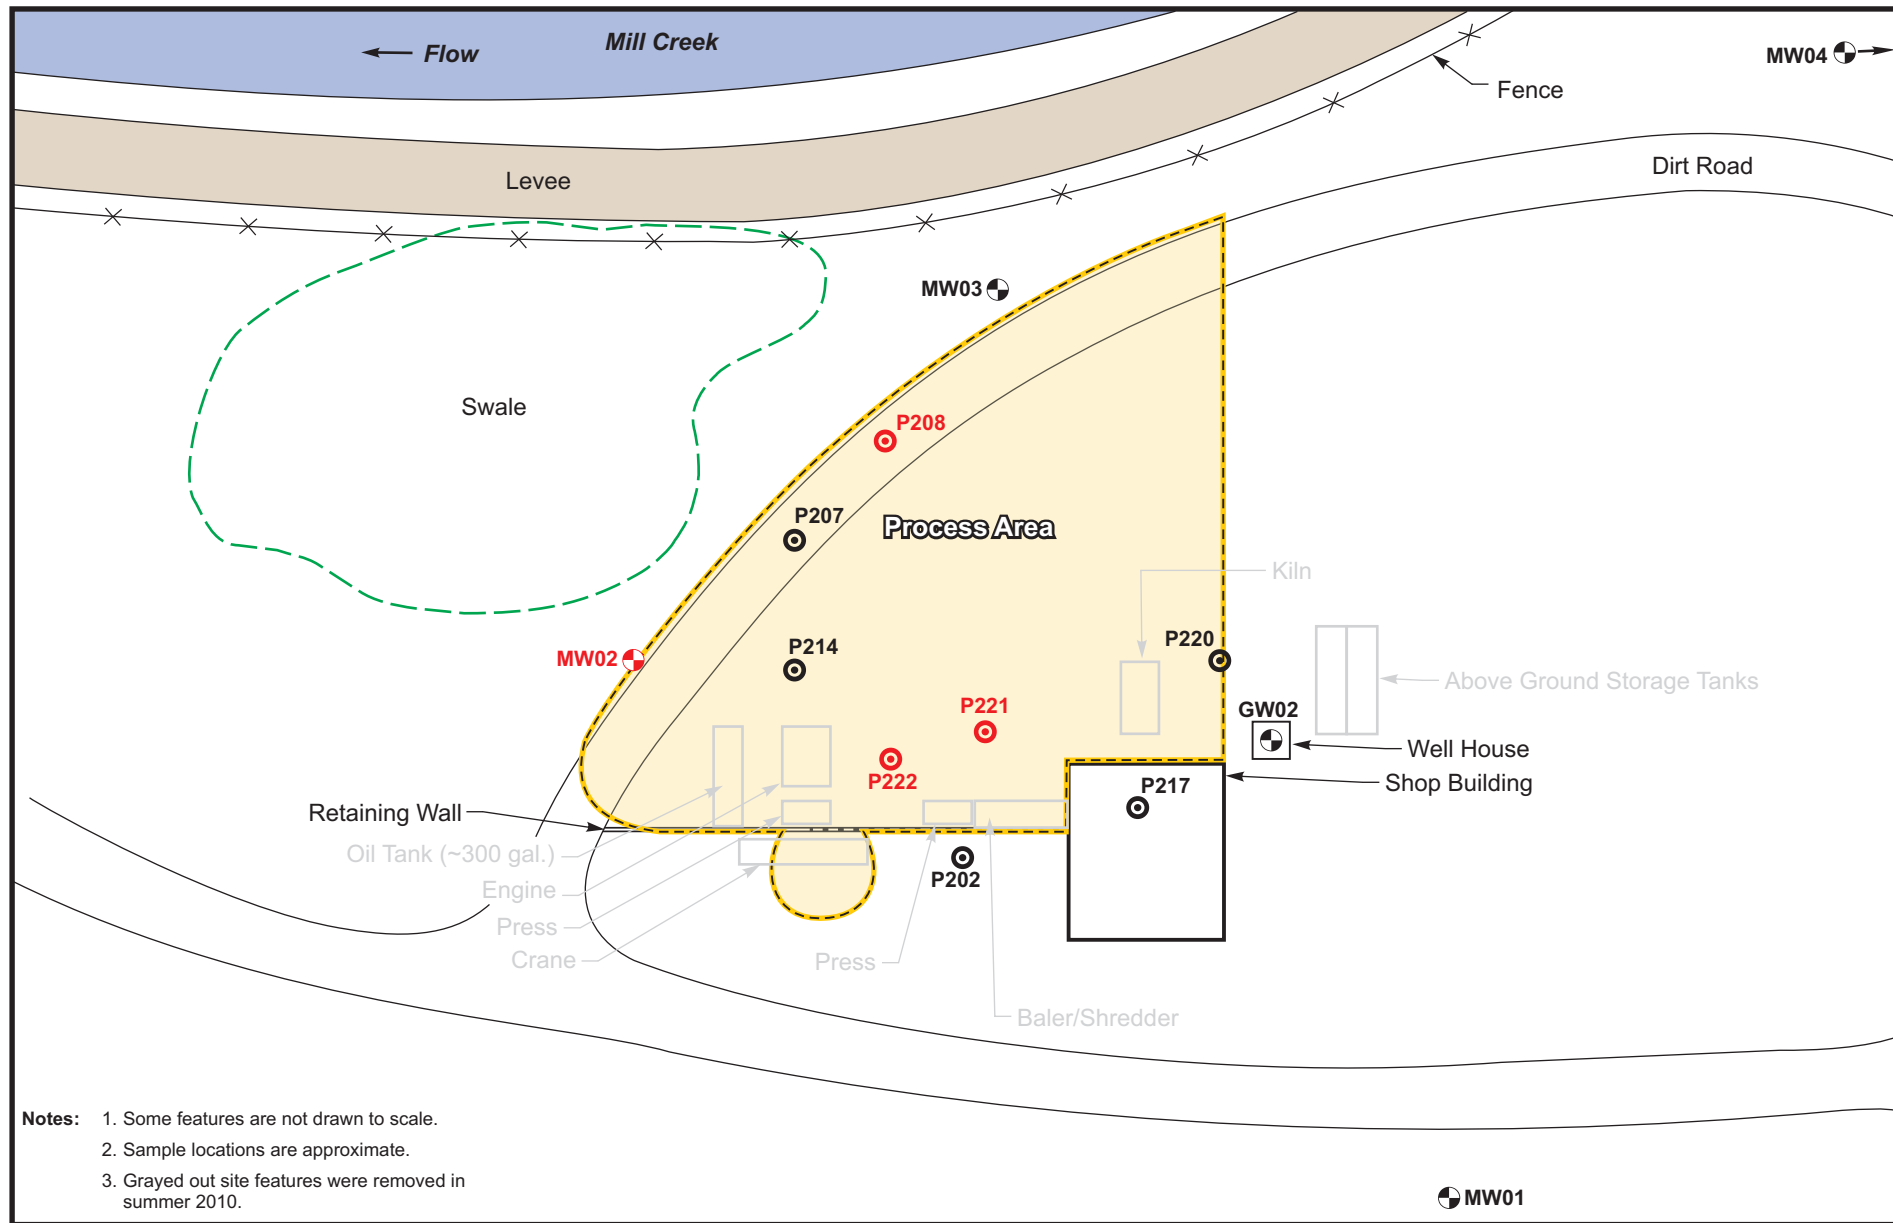 Mill Creek
Flow
MW04
Fence
Dirt Road
Levee
MW03
Swale
P208
P207
Process Area
Kiln
P214
P220
MW02
Above Ground Storage Tanks
P221
GW02
Well House
P222
Shop Building
P217
Retaining Wall
Oil Tank (~300 gal.)
P202
Engine
Press
Crane
Press
Baler/Shredder
Notes: 1. Some features are not drawn to scale.
2. Sample locations are approximate.
3. Grayed out site features were removed in
summer 2010.
MW01